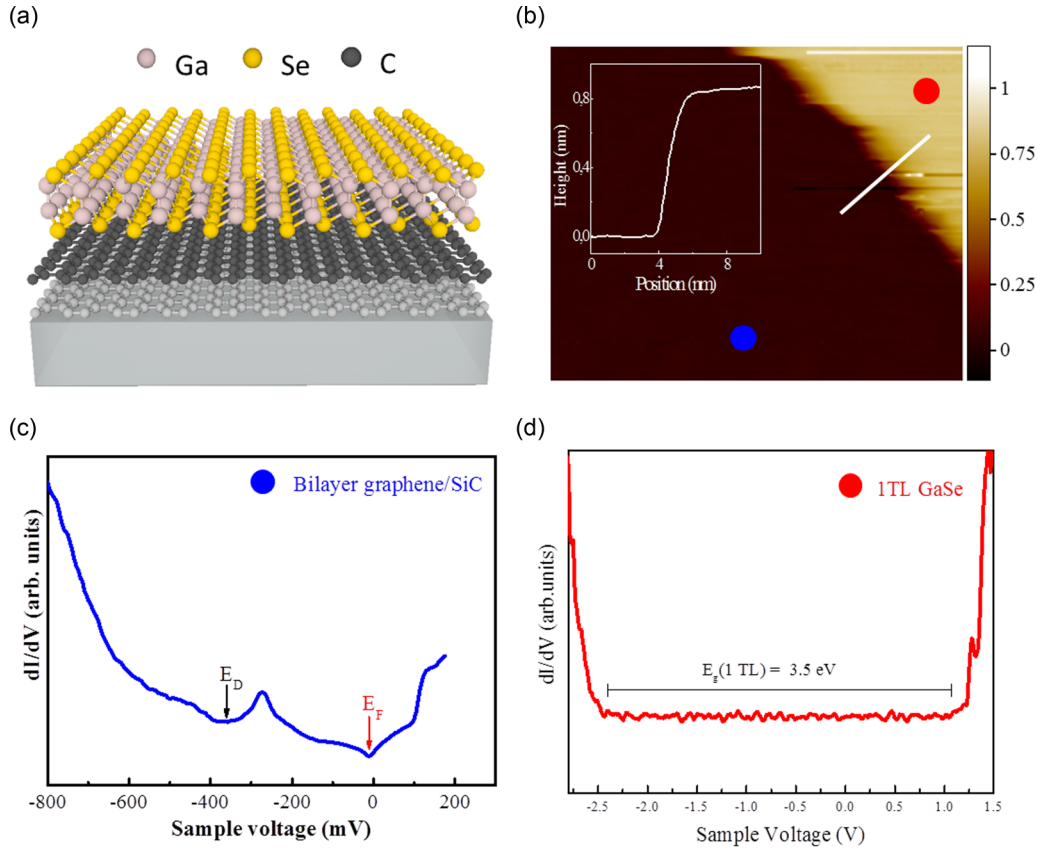 (a)
Ga Se C
(b)
Height (nm)
0,8
0,4
0,0
0 4 8
Position (nm)
1
0.75
0.5
0.25
0
(c)
Bilayer graphene/SiC
dI/dV (arb. units)
E_D
E_F
-800 -600 -400 -200 0 200
Sample voltage (mV)
(d)
1TL GaSe
dI/dV (arb.units)
E_g(1 TL) = 3.5 eV
-2.5 -2.0 -1.5 -1.0 -0.5 0.0 0.5 1.0 1.5
Sample Voltage (V)